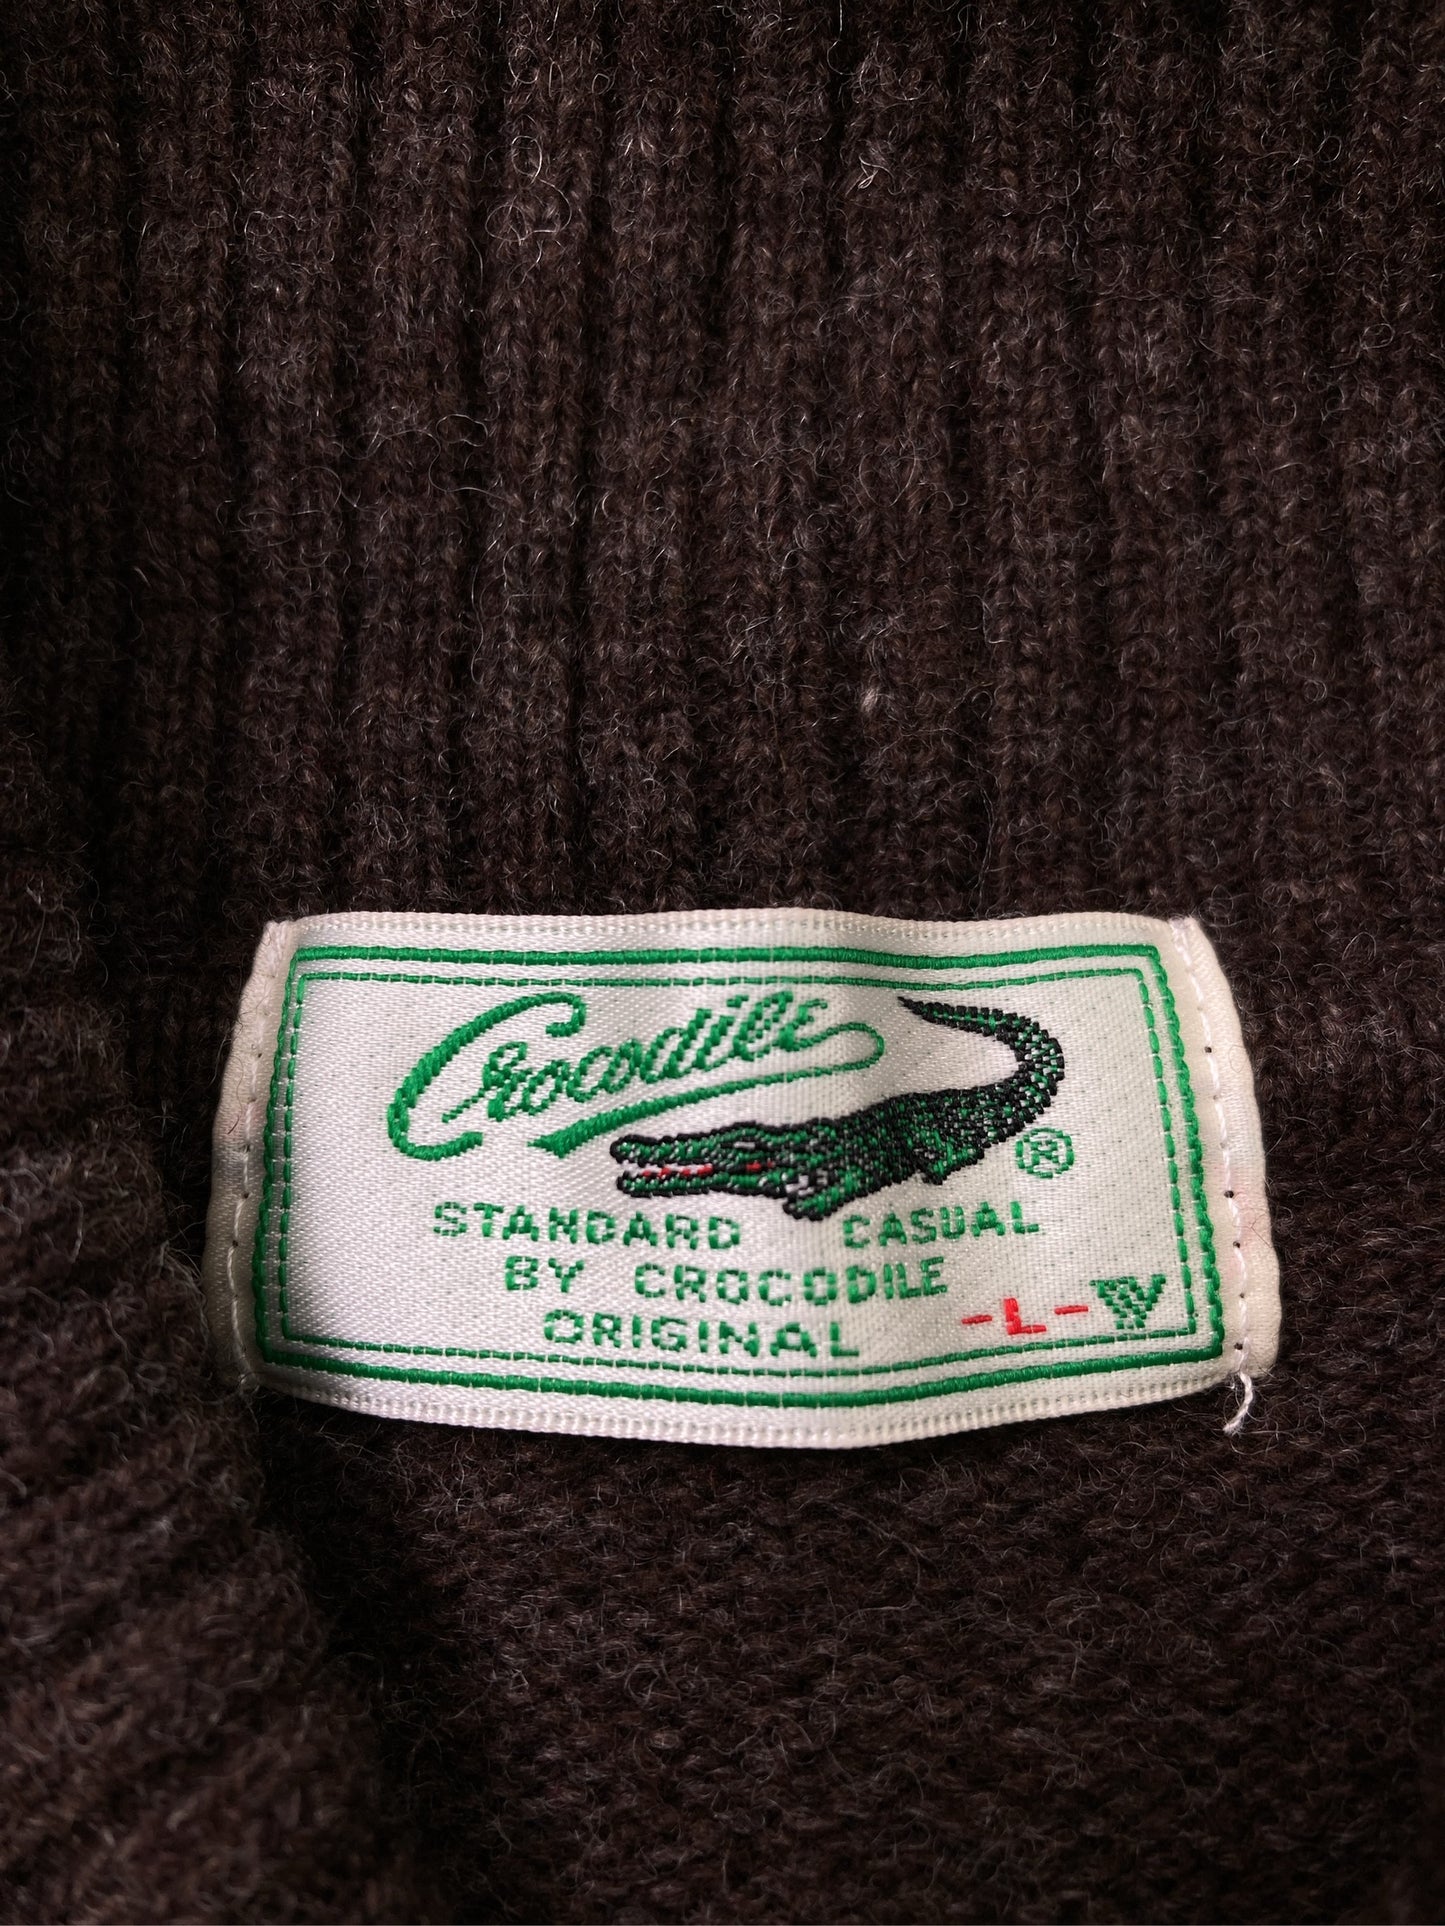 Crocodile
®
STANDARD CASUAL
BY CROCODILE
ORIGINAL -L-